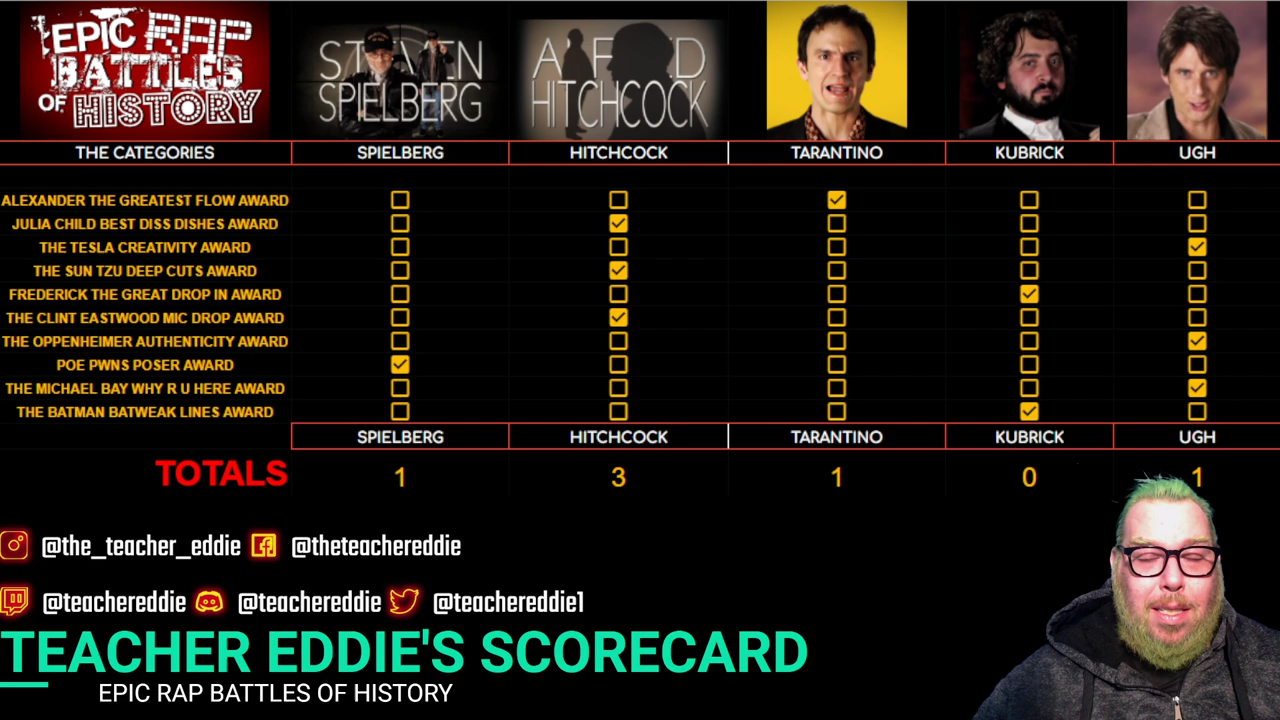 EPIC RAP
BATTLES
OF HISTORY
STEVEN
SPIELBERG
HITCHCOCK
THE CATEGORIES SPIELBERG HITCHCOCK TARANTINO KUBRICK UGH
ALEXANDER THE GREATEST FLOW AWARD
JULIA CHILD BEST DISS DISHES AWARD
THE TESLA CREATIVITY AWARD
THE SUN TZU DEEP CUTS AWARD
FREDERICK THE GREAT DROP IN AWARD
THE CLINT EASTWOOD MIC DROP AWARD
THE OPPENHEIMER AUTHENTICITY AWARD
POE PWNS POSER AWARD
THE MICHAEL BAY WHY R U HERE AWARD
THE BATMAN BATWEAK LINES AWARD
SPIELBERG HITCHCOCK TARANTINO KUBRICK UGH
TOTALS 1 3 1 0 1
@the_teacher_eddie @theteachereddie
@teachereddie @teachereddie @teachereddie1
TEACHER EDDIE'S SCORECARD
EPIC RAP BATTLES OF HISTORY